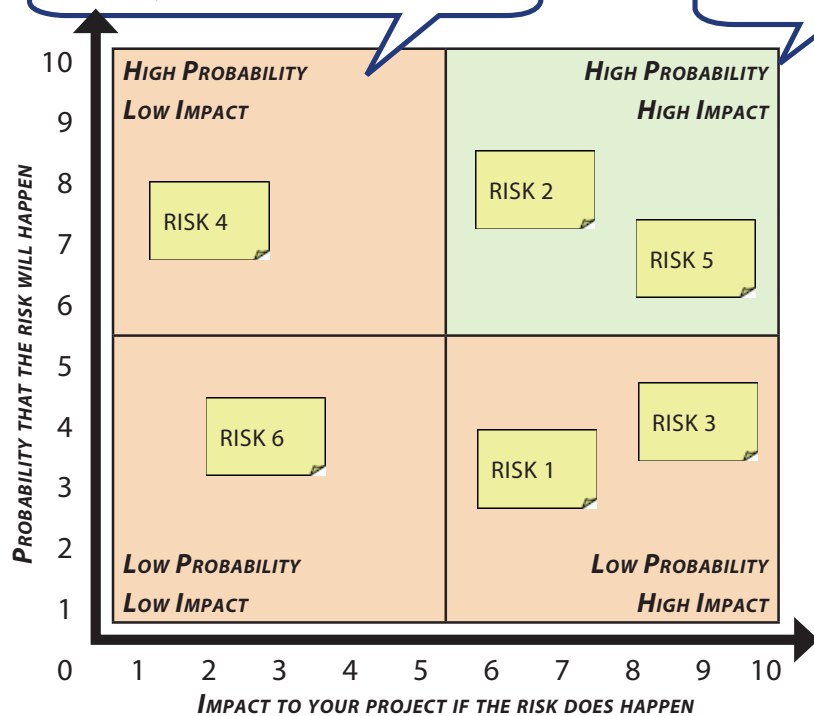 10
HIGH PROBABILITY
LOW IMPACT
HIGH PROBABILITY
HIGH IMPACT
9
8
RISK 4
RISK 2
7
RISK 5
6
PROBABILITY THAT THE RISK WILL HAPPEN
5
4
RISK 6
RISK 3
RISK 1
3
2
LOW PROBABILITY
LOW IMPACT
LOW PROBABILITY
HIGH IMPACT
1
0 1 2 3 4 5 6 7 8 9 10
IMPACT TO YOUR PROJECT IF THE RISK DOES HAPPEN